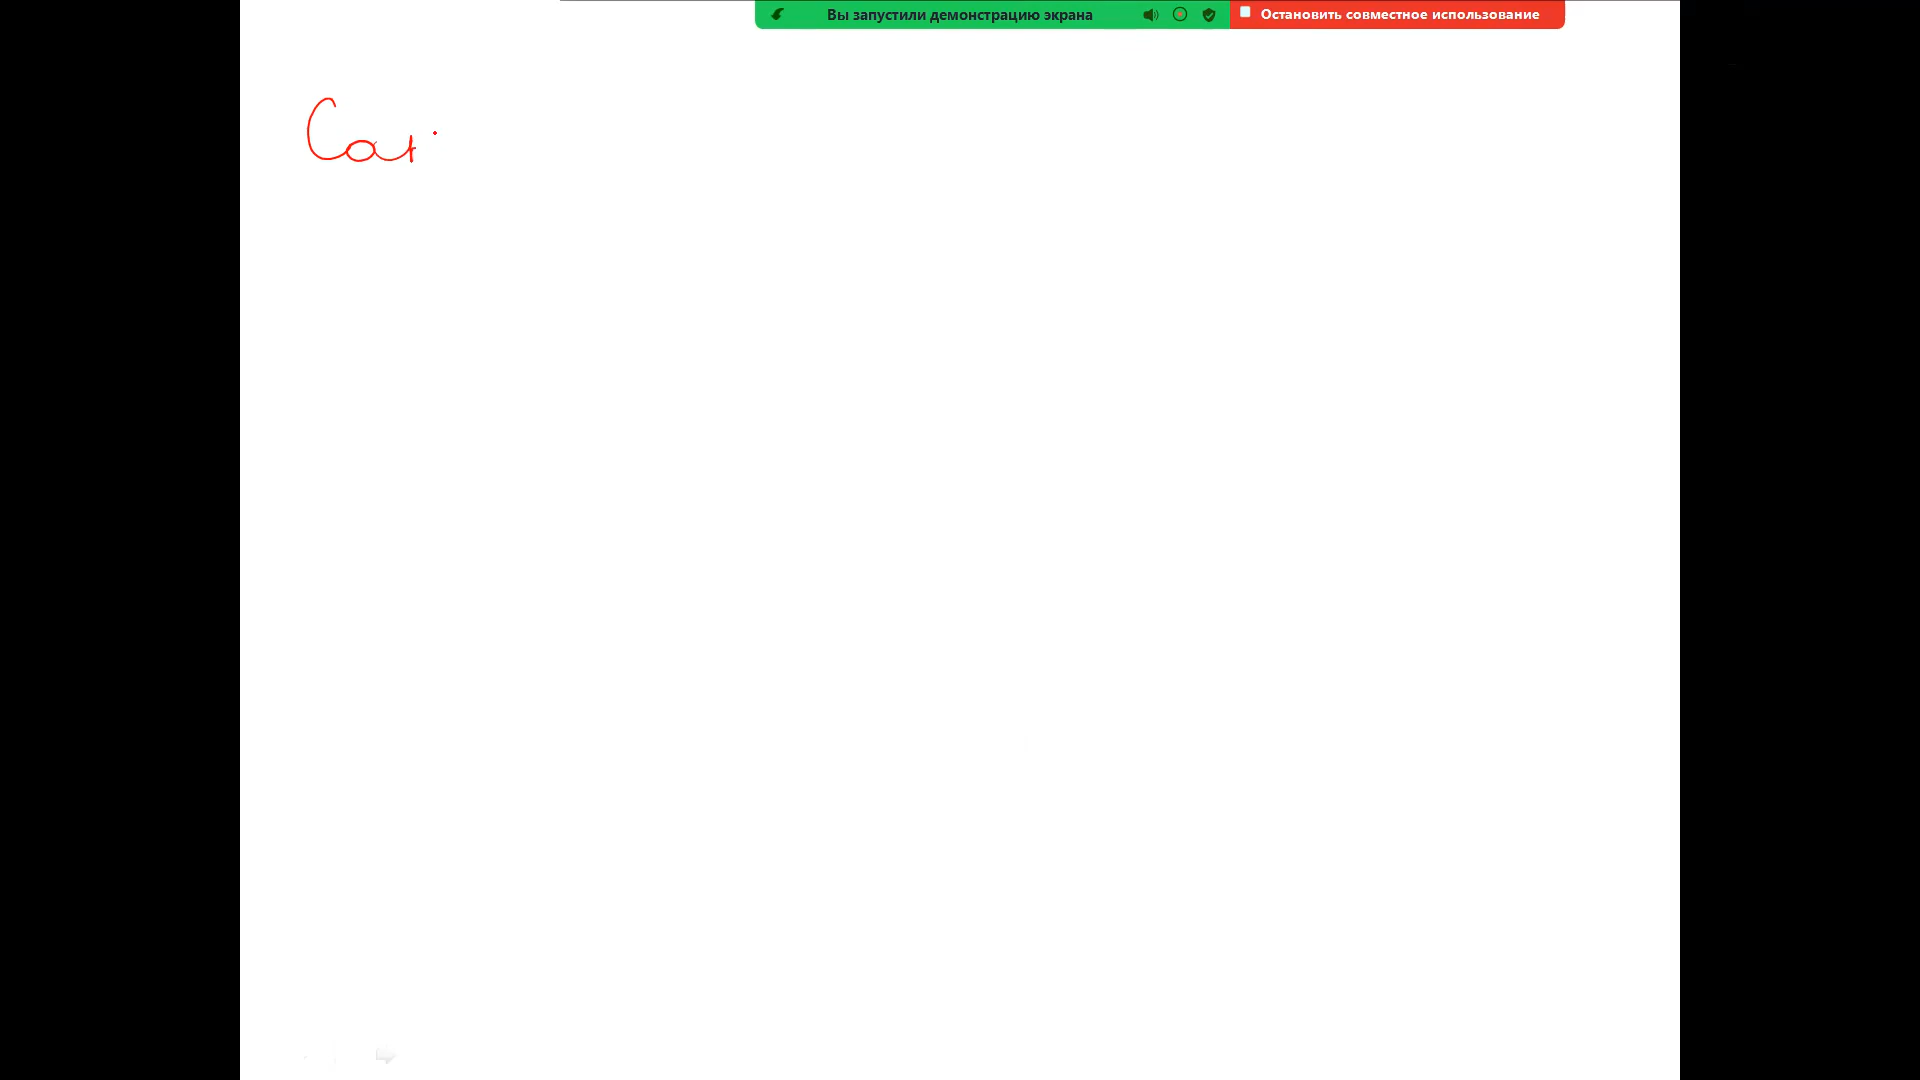 Вы запустили демонстрацию экрана Остановить совместное использование